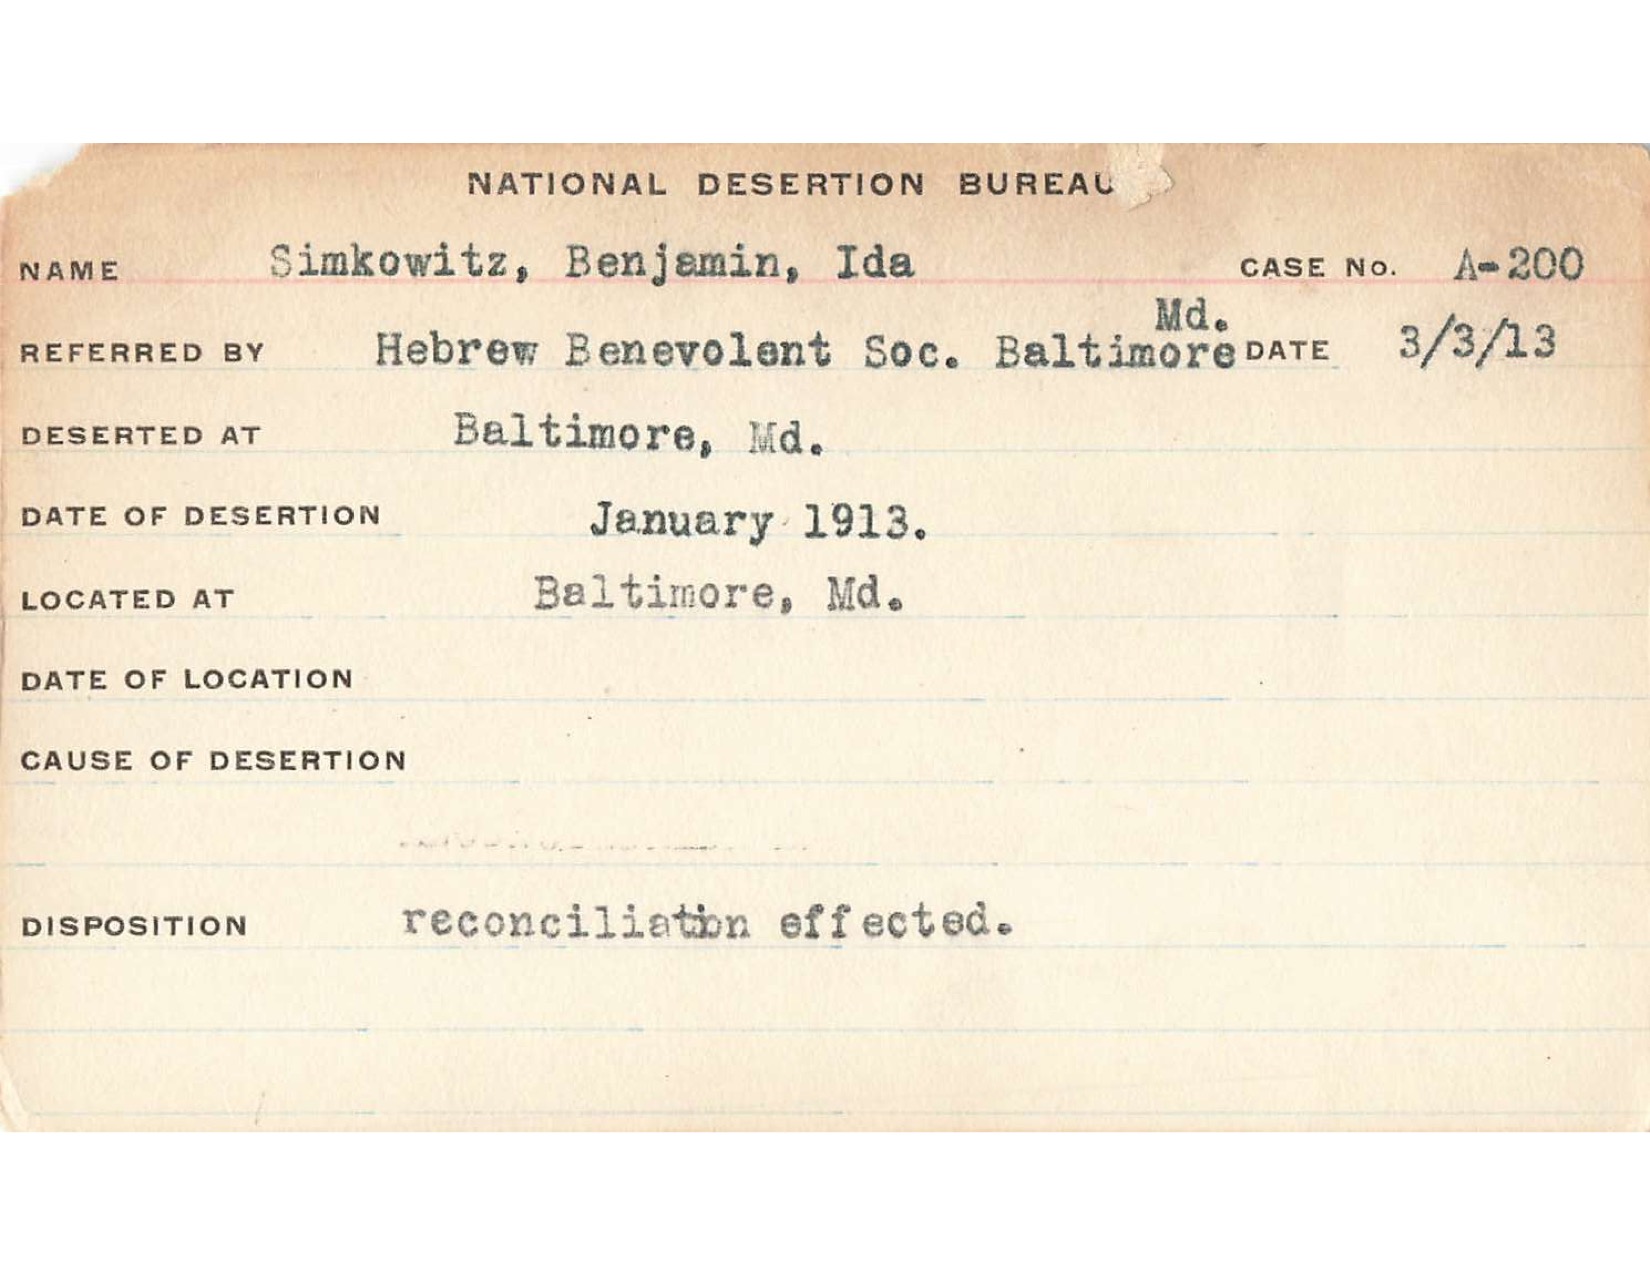 NATIONAL DESERTION BUREAU
NAME Simkowitz, Benjamin, Ida CASE No. A-200
Md.
REFERRED BY Hebrew Benevolent Soc. Baltimore DATE 3/3/13
DESERTED AT Baltimore, Md.
DATE OF DESERTION January 1913.
LOCATED AT Baltimore, Md.
DATE OF LOCATION
CAUSE OF DESERTION
DISPOSITION reconciliation effected.